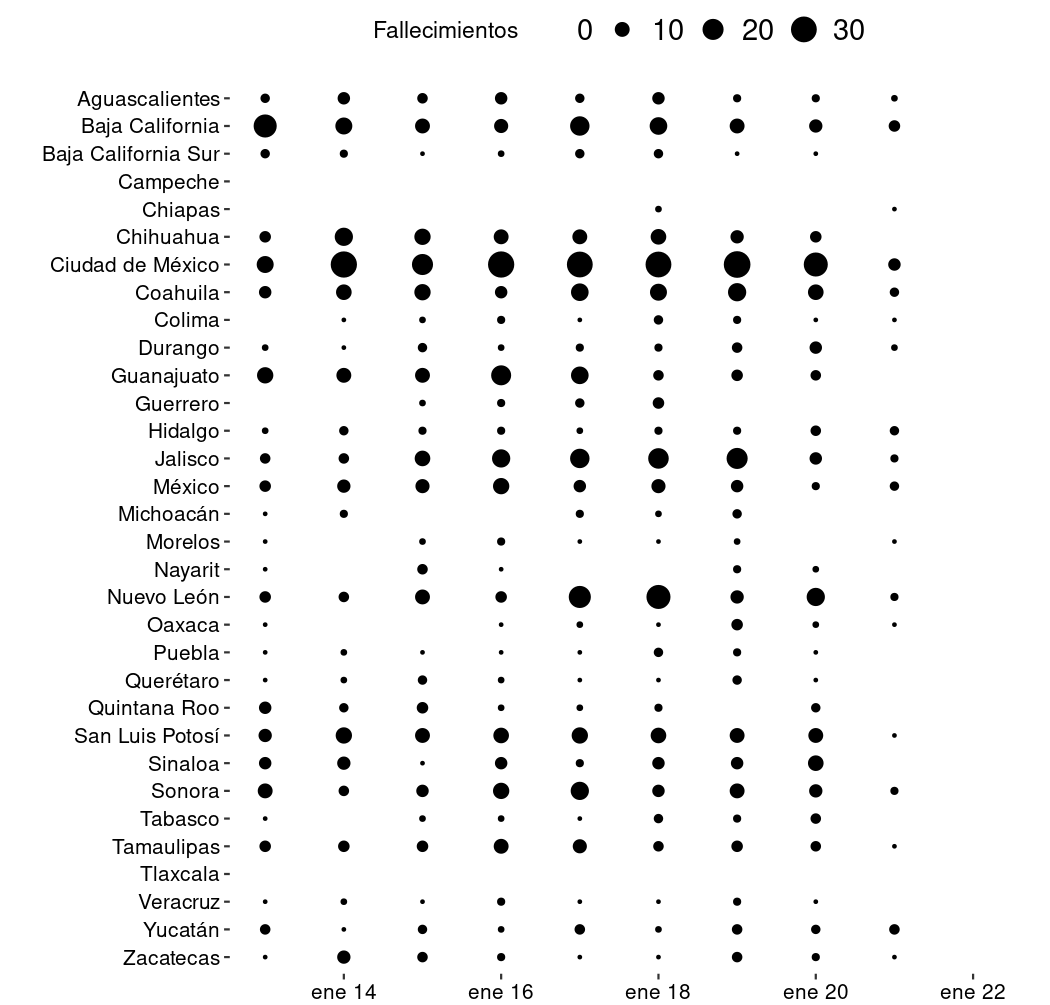 Fallecimientos 0 10 20 30
Aguascalientes
Baja California
Baja California Sur
Campeche
Chiapas
Chihuahua
Ciudad de México
Coahuila
Colima
Durango
Guanajuato
Guerrero
Hidalgo
Jalisco
México
Michoacán
Morelos
Nayarit
Nuevo León
Oaxaca
Puebla
Querétaro
Quintana Roo
San Luis Potosí
Sinaloa
Sonora
Tabasco
Tamaulipas
Tlaxcala
Veracruz
Yucatán
Zacatecas
ene 14 ene 16 ene 18 ene 20 ene 22